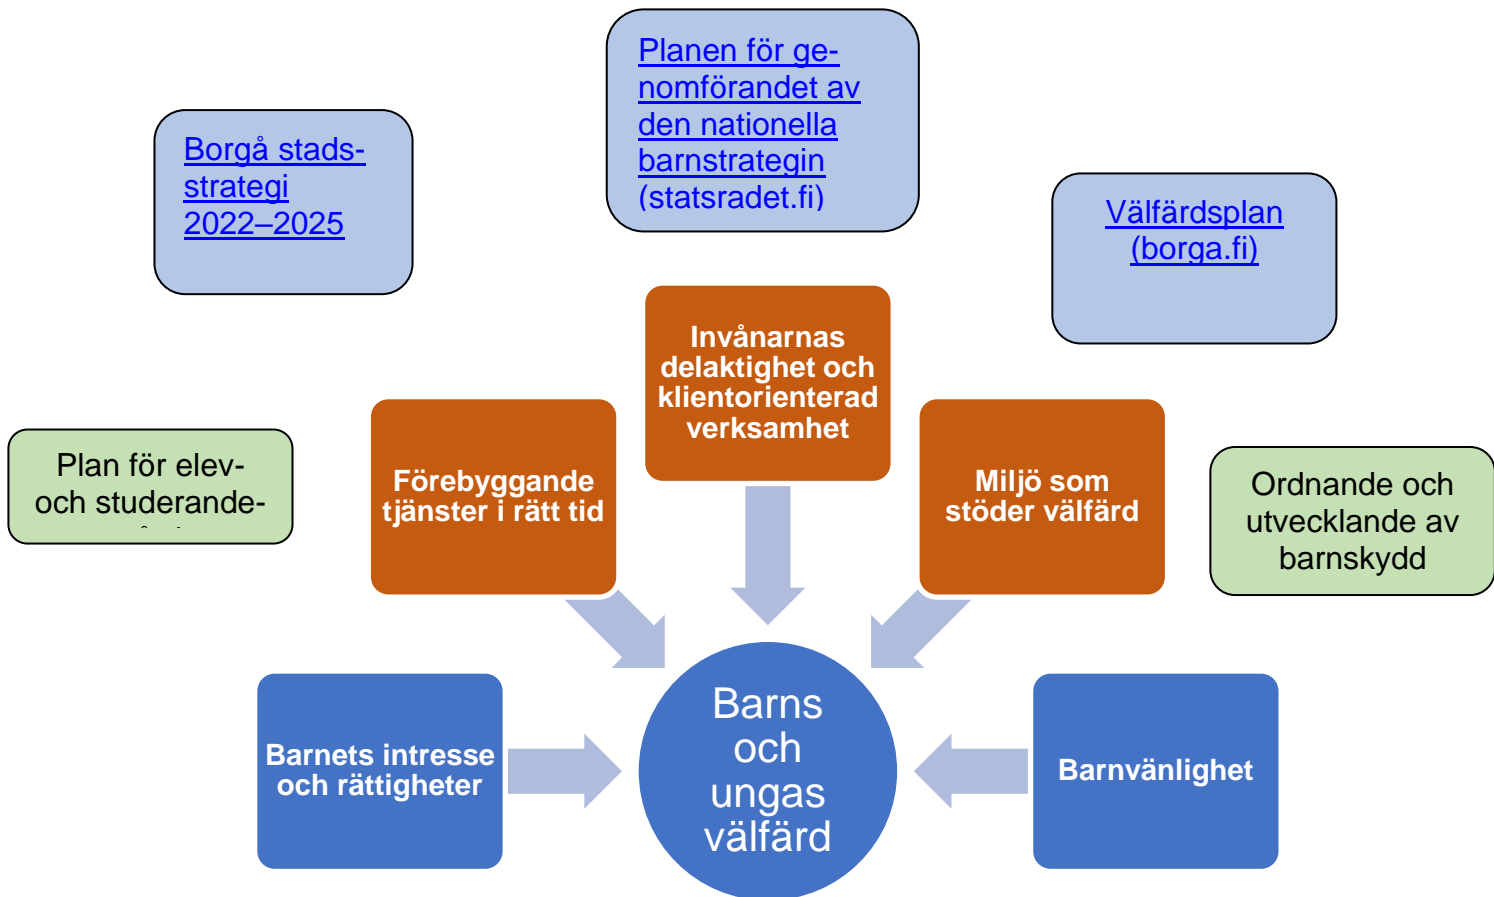 Planen för ge-
nomförandet av
den nationella
barnstrategin
(statsradet.fi)
Borgå stads-
strategi
2022–2025
Välfärdsplan
(borga.fi)
Invånarnas
delaktighet och
klientorienterad
verksamhet
Plan för elev-
och studerande-
Förebyggande
tjänster i rätt tid
Miljö som
stöder välfärd
Ordnande och
utvecklande av
barnskydd
Barnets intresse
och rättigheter
Barns
och
ungas
välfärd
Barnvänlighet